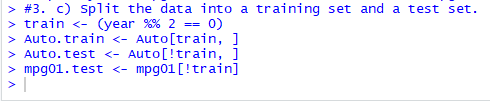 > #3. c) Split the data into a training set and a test set.
> train <- (year %% 2 == 0)
> Auto.train <- Auto[train, ]
> Auto.test <- Auto[!train, ]
> mpg01.test <- mpg01[!train]
>